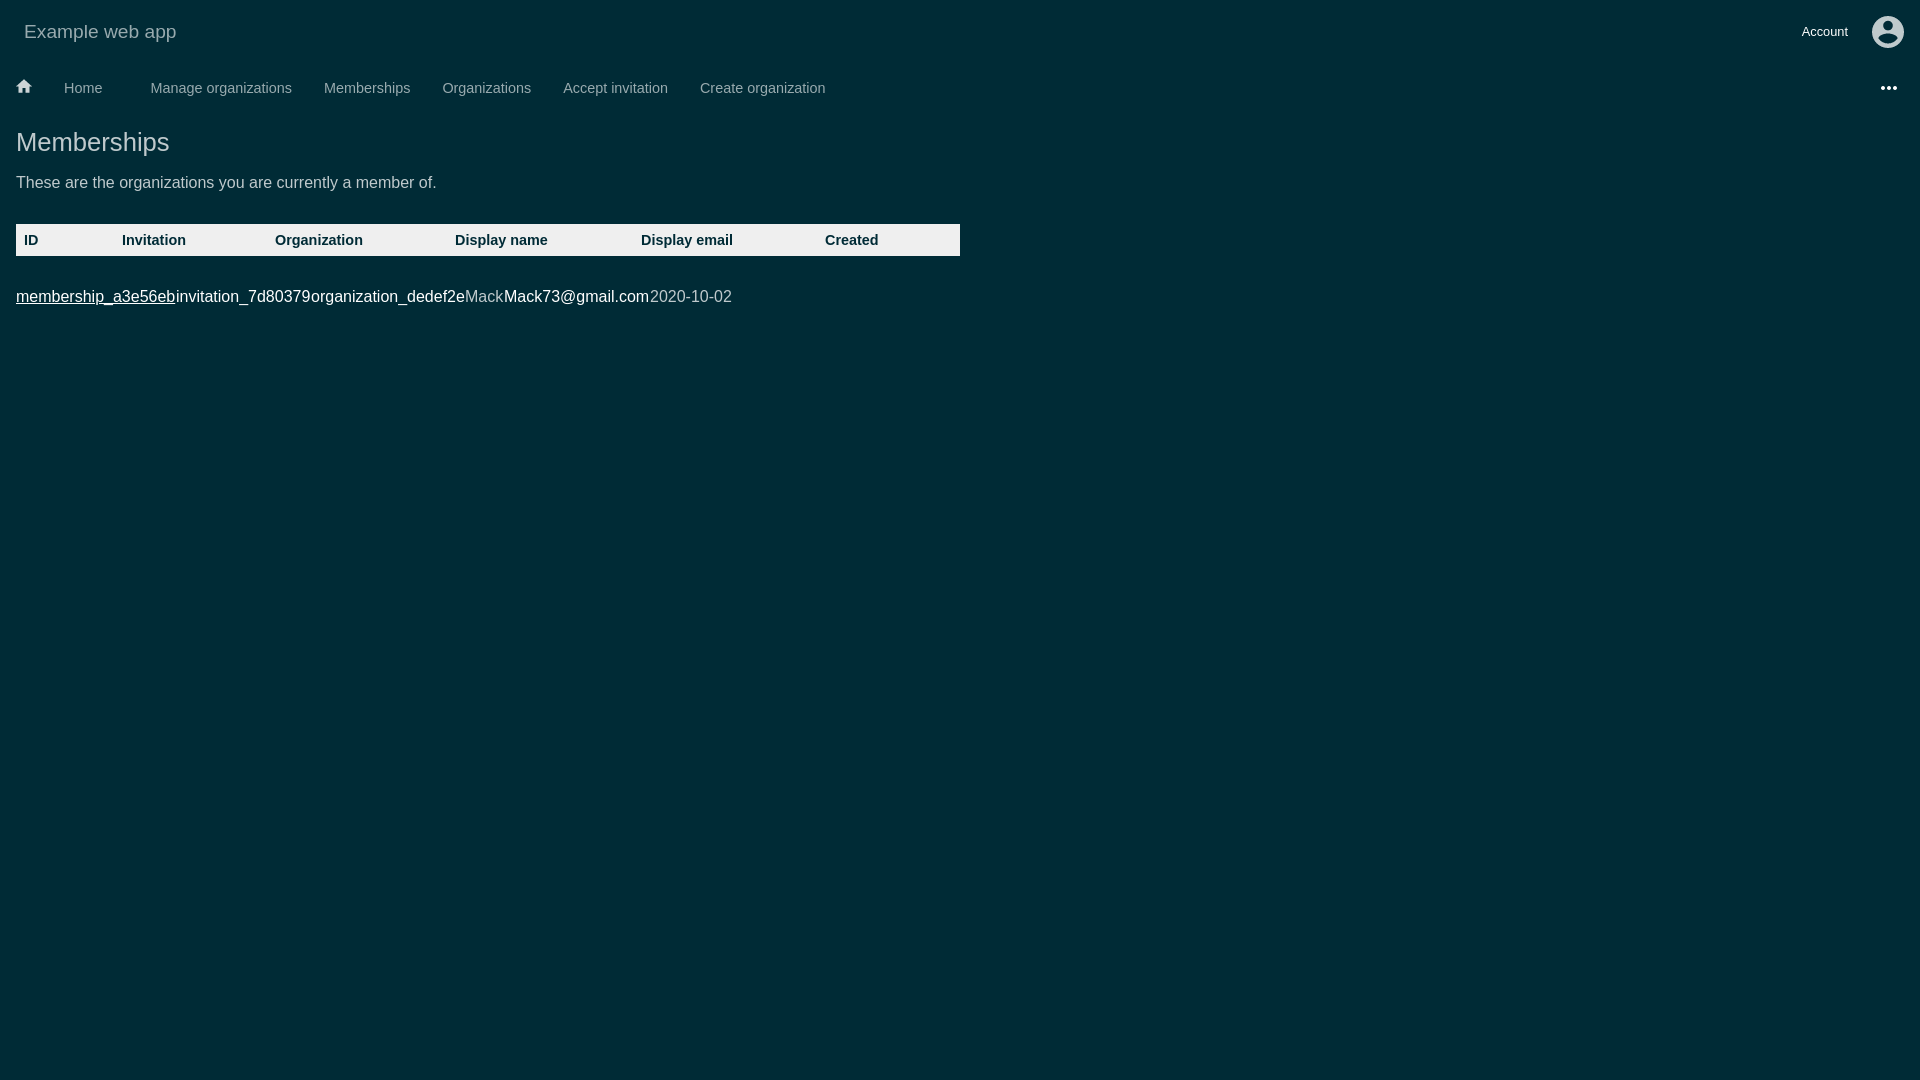 Example web app
Account
Home Manage organizations Memberships Organizations Accept invitation Create organization
Memberships
These are the organizations you are currently a member of.
ID Invitation Organization Display name Display email Created
membership_a3e56eb invitation_7d80379 organization_dedef2e Mack Mack73@gmail.com 2020-10-02